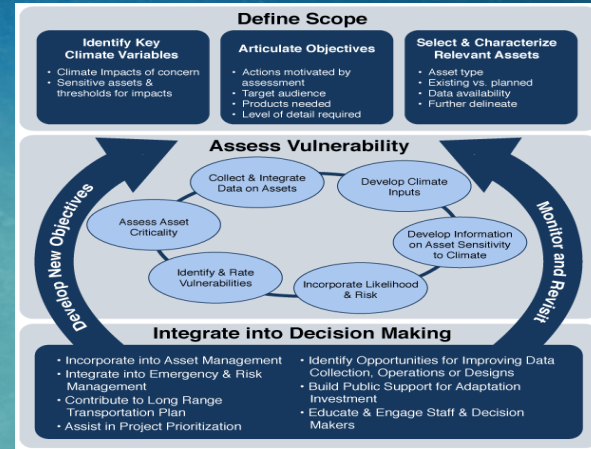 Define Scope
Identify Key
Climate Variables
• Climate Impacts of concern
• Sensitive assets &
thresholds for impacts
Articulate Objectives
• Actions motivated by
assessment
• Target audience
• Products needed
• Level of detail required
Select & Characterize
Relevant Assets
• Asset type
• Existing vs. planned
• Data availability
• Further delineate
Assess Vulnerability
Collect & Integrate
Data on Assets
Develop Climate
Inputs
Assess Asset
Criticality
Develop Information
on Asset Sensitivity
to Climate
Identify & Rate
Vulnerabilities
Incorporate Likelihood
& Risk
Develop New Objectives
Monitor and Revisit
Integrate into Decision Making
• Incorporate into Asset Management
• Integrate into Emergency & Risk
Management
• Contribute to Long Range
Transportation Plan
• Assist in Project Prioritization
• Identify Opportunities for Improving Data
Collection, Operations or Designs
• Build Public Support for Adaptation
Investment
• Educate & Engage Staff & Decision
Makers